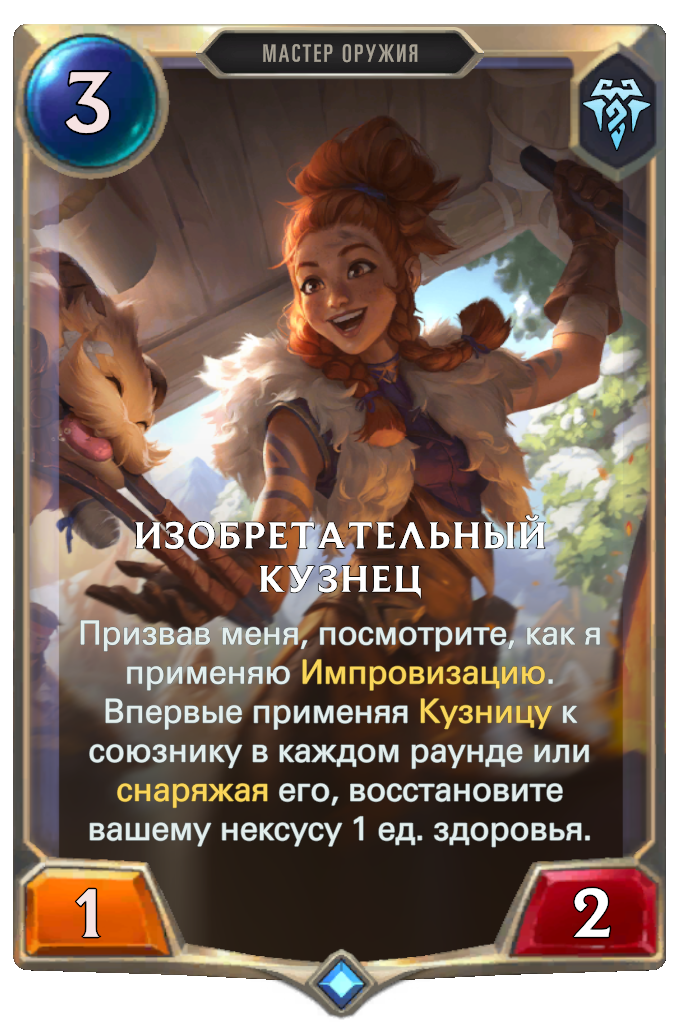 МАСТЕР ОРУЖИЯ
3
ИЗОБРЕТАТЕЛЬНЫЙ
КУЗНЕЦ
Призвав меня, посмотрите, как я
применяю Импровизацию.
Впервые применяя Кузницу к
союзнику в каждом раунде или
снаряжая его, восстановите
вашему нексусу 1 ед. здоровья.
1
2